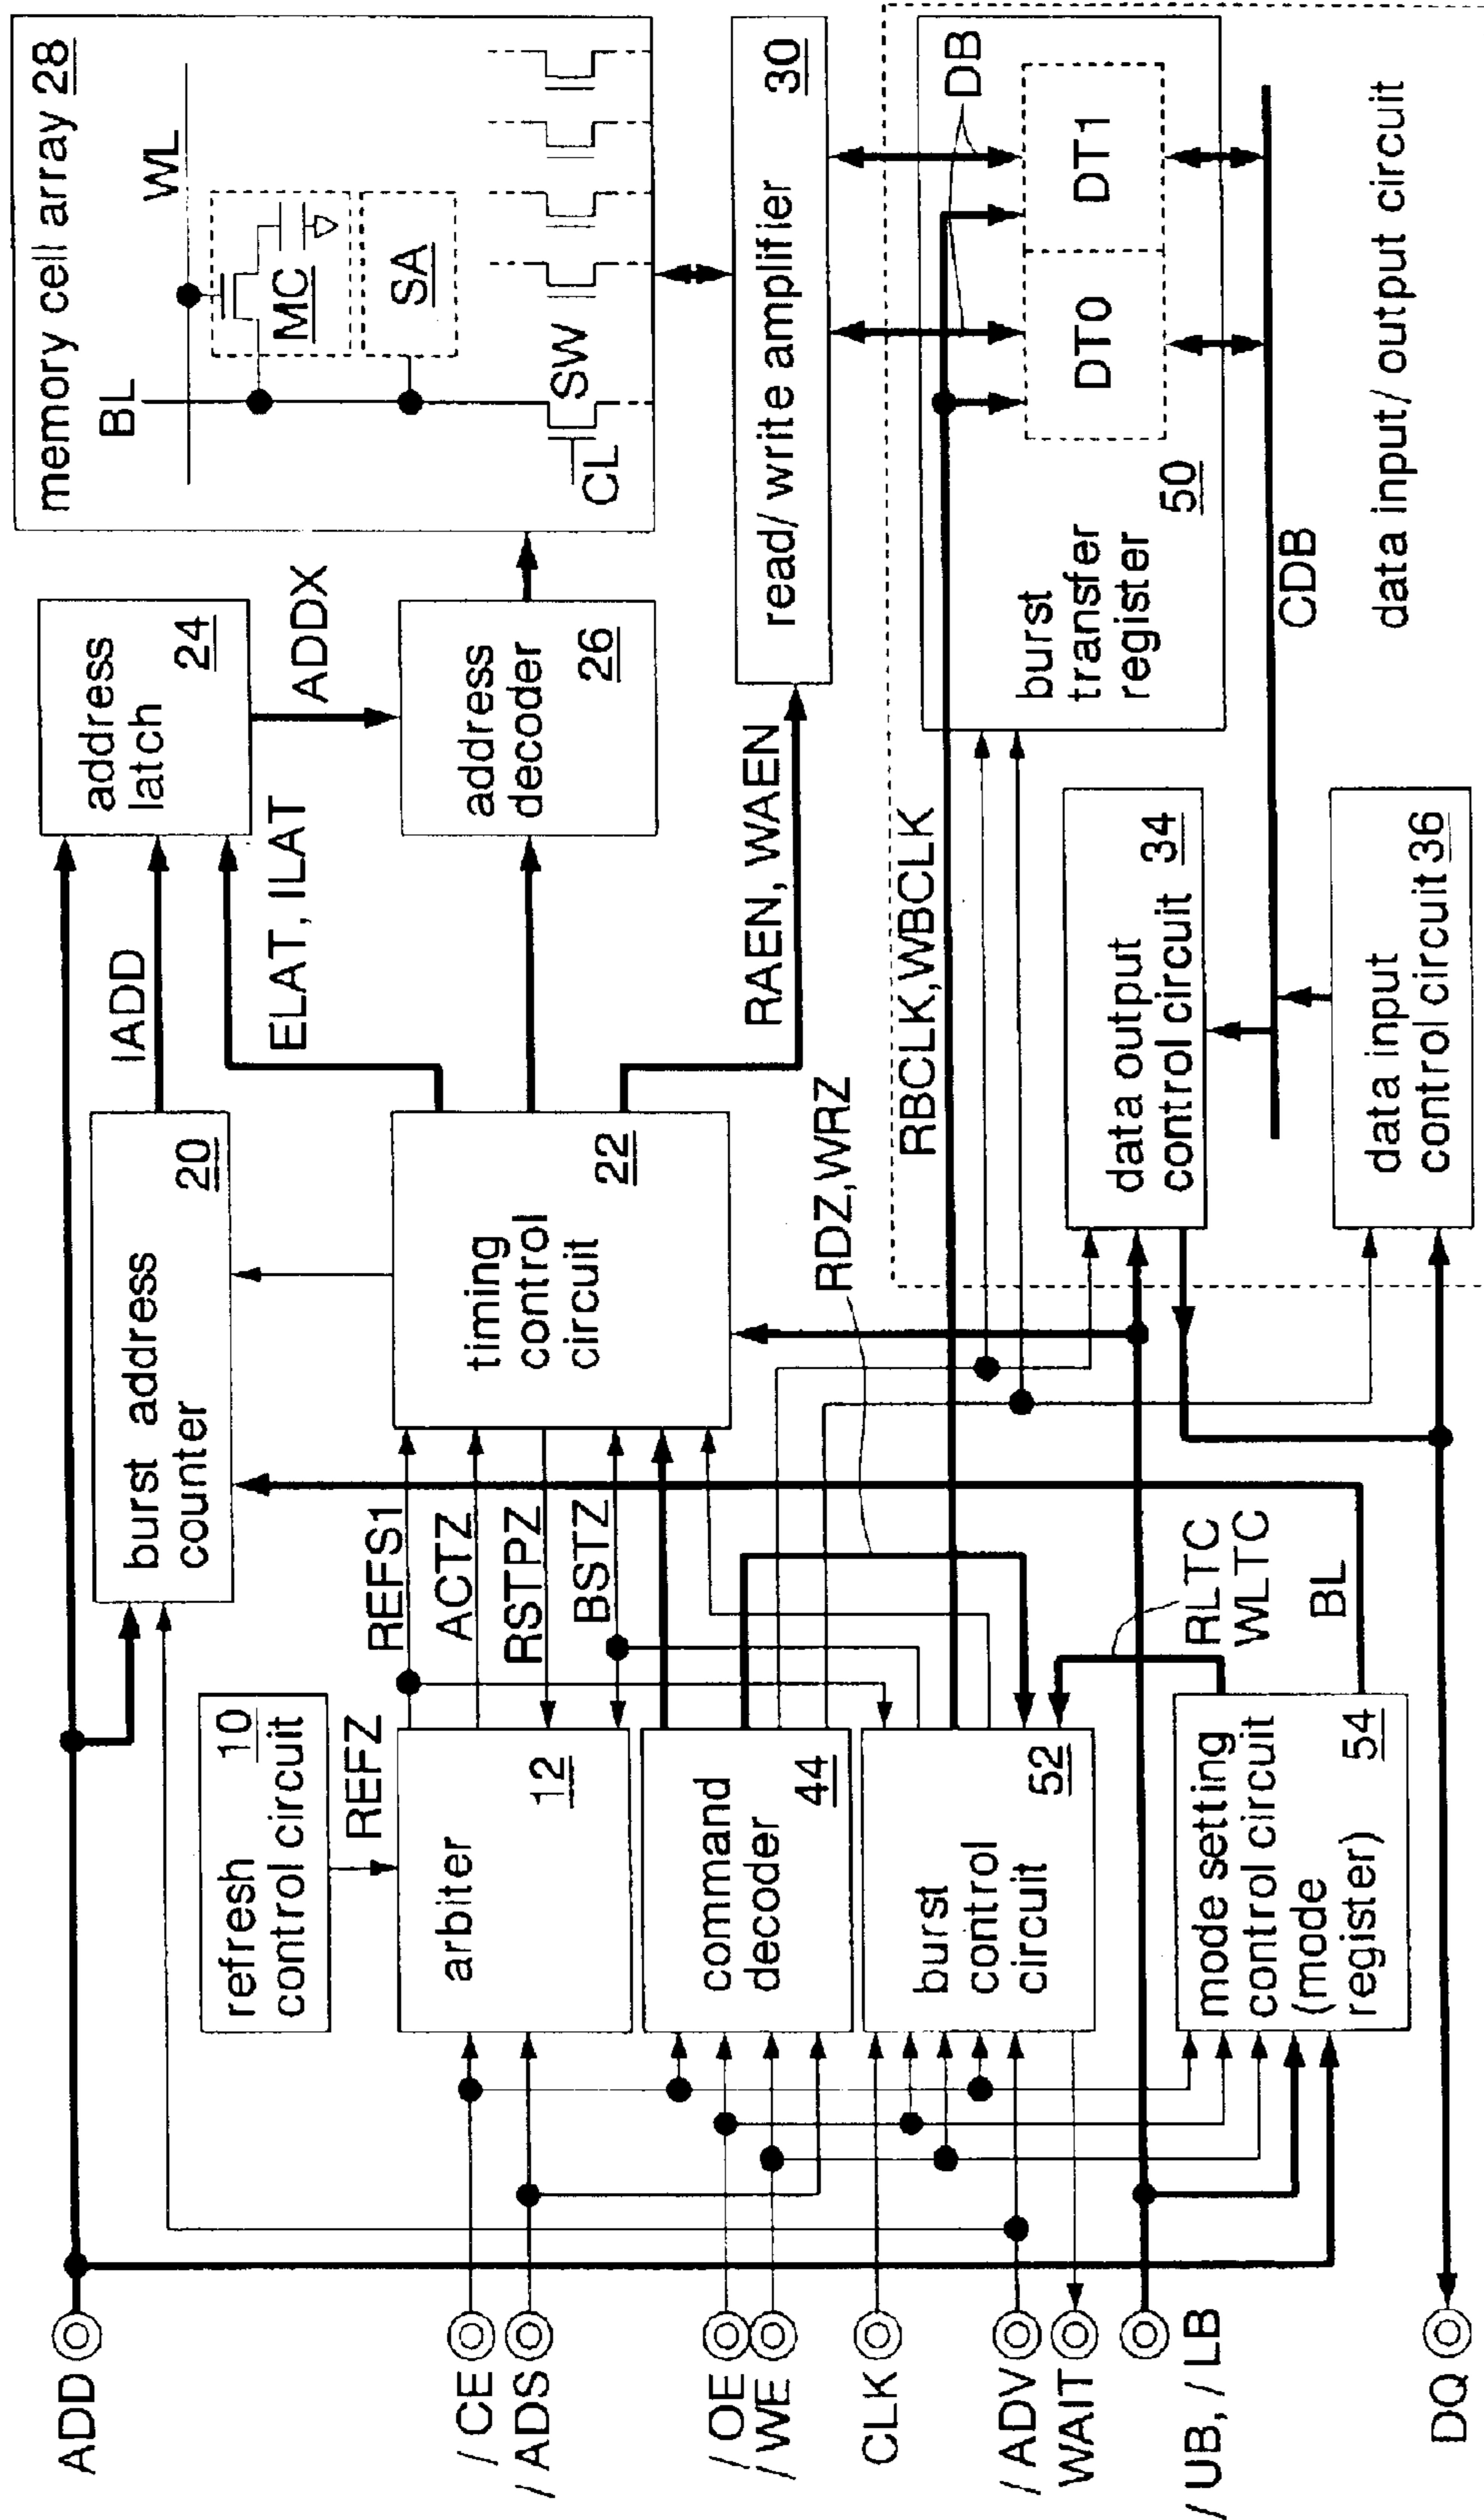 ADD
/ CE
/ ADS
/ OE
/WE
CLK
/ ADV
WAIT
/ UB, / LB
DQ
refresh
control circuit
10
REFZ
arbiter
12
command
decoder
44
burst
control
circuit
52
mode setting
control circuit
(mode
register)
54
REFS1
ACTZ
RSTPZ
BSTZ
RLTC
WLTC
BL
burst address
counter
20
timing
control
circuit
22
RDZ,WRZ
IADD
ELAT, ILAT
RAEN, WAEN
RBCLK,WBCLK
address
latch
24
ADDX
address
decoder
26
memory cell array 28
BL
WL
MC
SA
SW
CL
read/ write amplifier
30
DB
burst
transfer
register
50
DT0
DT1
data output
control circuit
34
data input
control circuit 36
CDB
data input/ output circuit